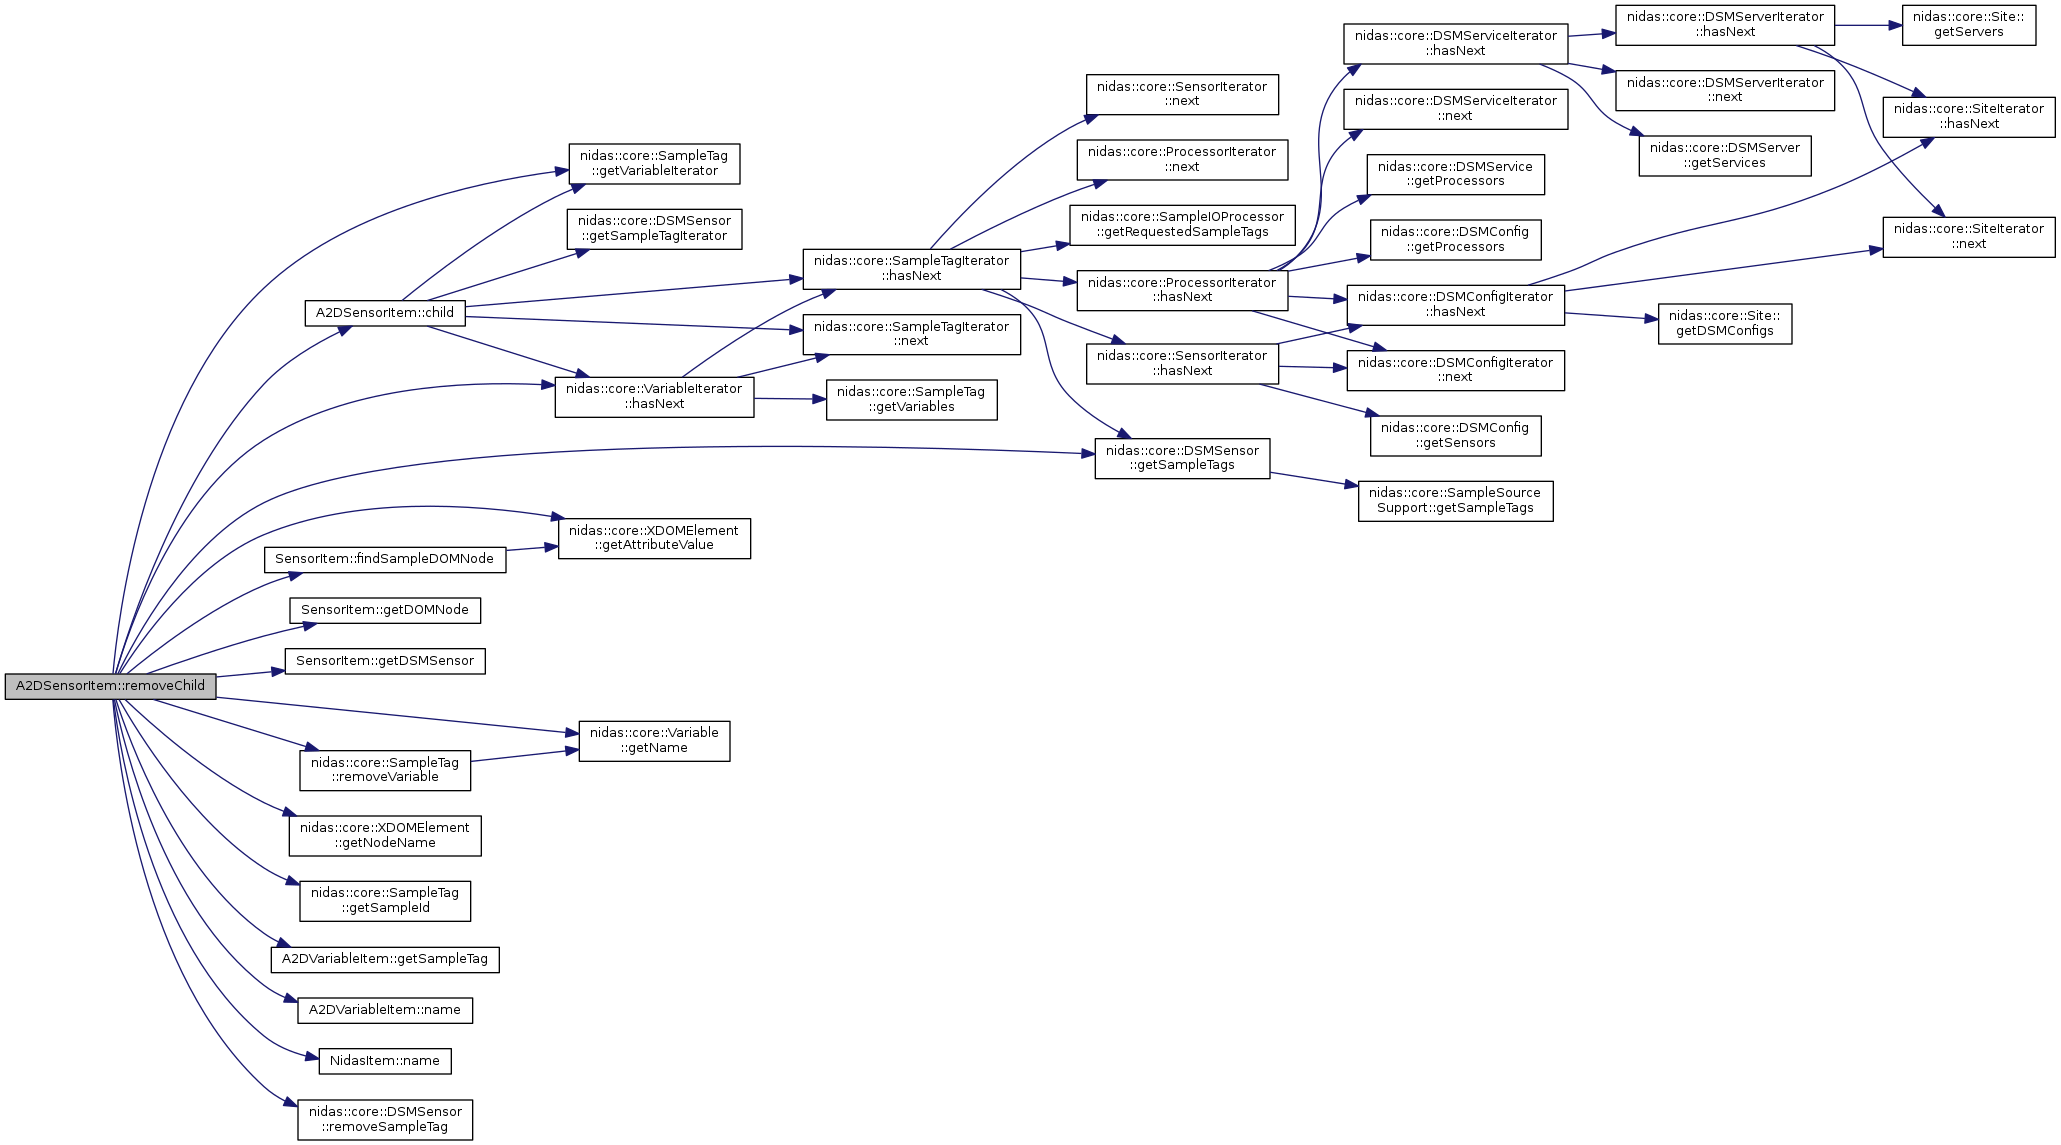 A2DSensorItem::removeChild
nidas::core::SampleTag
::getVariableIterator
A2DSensorItem::child
nidas::core::DSMSensor
::getSampleTagIterator
nidas::core::VariableIterator
::hasNext
nidas::core::SampleTagIterator
::hasNext
nidas::core::SampleTagIterator
::next
nidas::core::SampleTag
::getVariables
nidas::core::SensorIterator
::next
nidas::core::ProcessorIterator
::next
nidas::core::SampleIOProcessor
::getRequestedSampleTags
nidas::core::ProcessorIterator
::hasNext
nidas::core::SensorIterator
::hasNext
nidas::core::DSMSensor
::getSampleTags
nidas::core::DSMServiceIterator
::hasNext
nidas::core::DSMServiceIterator
::next
nidas::core::DSMService
::getProcessors
nidas::core::DSMConfig
::getProcessors
nidas::core::DSMConfigIterator
::hasNext
nidas::core::DSMConfigIterator
::next
nidas::core::DSMConfig
::getSensors
nidas::core::SampleSource
Support::getSampleTags
nidas::core::DSMServerIterator
::hasNext
nidas::core::DSMServerIterator
::next
nidas::core::DSMServer
::getServices
nidas::core::Site::
getDSMConfigs
nidas::core::Site::
getServers
nidas::core::SiteIterator
::hasNext
nidas::core::SiteIterator
::next
nidas::core::XDOMElement
::getAttributeValue
SensorItem::findSampleDOMNode
SensorItem::getDOMNode
SensorItem::getDSMSensor
nidas::core::Variable
::getName
nidas::core::SampleTag
::removeVariable
nidas::core::XDOMElement
::getNodeName
nidas::core::SampleTag
::getSampleId
A2DVariableItem::getSampleTag
A2DVariableItem::name
NidasItem::name
nidas::core::DSMSensor
::removeSampleTag